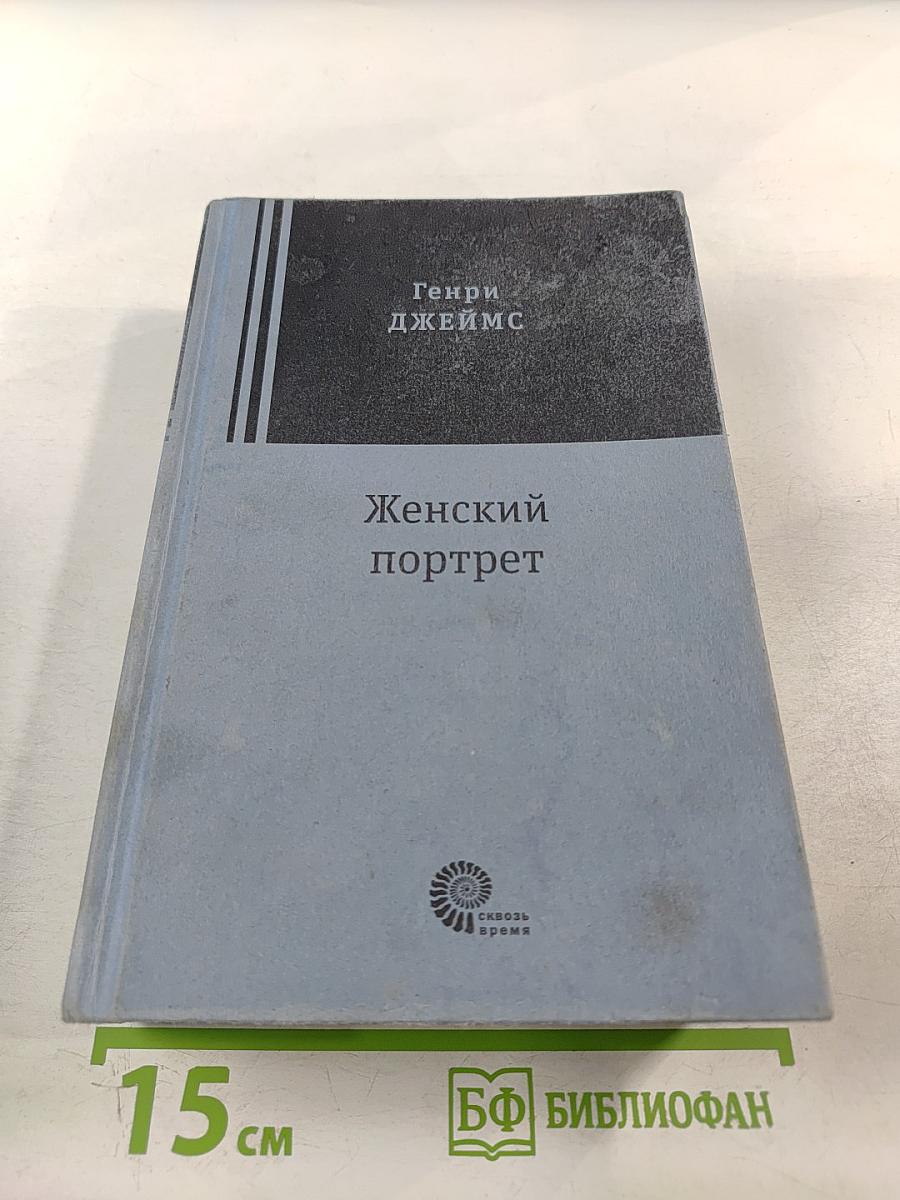 Генри
ДЖЕЙМС
Женский
портрет
сквозь
время
15 см
БФ БИБЛИОФАН